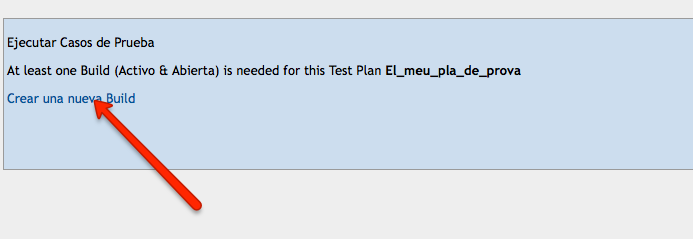 Ejecutar Casos de Prueba
At least one Build (Activo & Abierta) is needed for this Test Plan El_meu_pla_de_prova
Crear una nueva Build